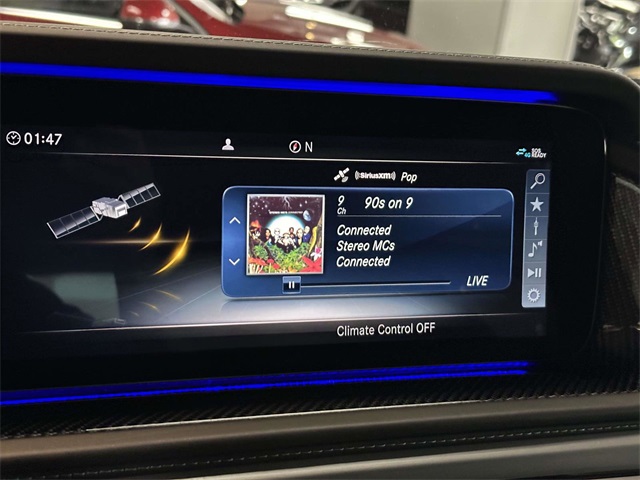 01:47
N
4G
SOS
READY
((SiriusXM)) Pop
9
Ch
90s on 9
Connected
Stereo MCs
Connected
LIVE
Climate Control OFF